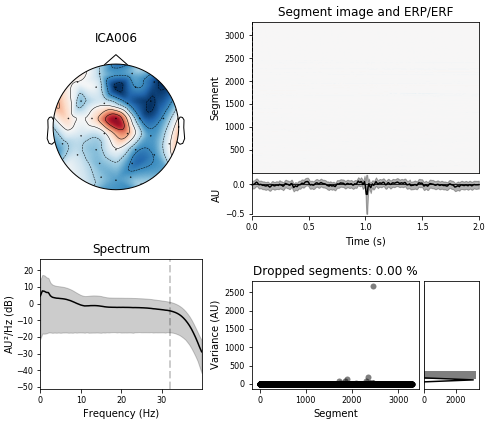 ICA006
Segment image and ERP/ERF
Segment
3000
2500
2000
1500
1000
500
AU
0.0
−0.5
0.0 0.5 1.0 1.5 2.0
Time (s)
Spectrum
AU²/Hz (dB)
20
10
0
−10
−20
−30
−40
−50
0 10 20 30
Frequency (Hz)
Dropped segments: 0.00 %
Variance (AU)
2500
2000
1500
1000
500
0
0 1000 2000 3000
Segment
0 2000